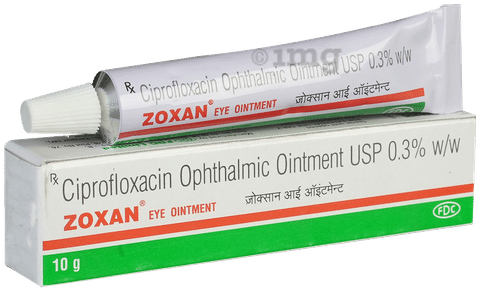 1mg
℞ Ciprofloxacin Ophthalmic Ointment USP 0.3% w/w
ZOXAN® EYE OINTMENT जोक्सान आई ऑइंटमेन्ट
℞ Ciprofloxacin Ophthalmic Ointment USP 0.3% w/w
ZOXAN® EYE OINTMENT जोक्सान आई ऑइंटमेन्ट
FDC
10 g